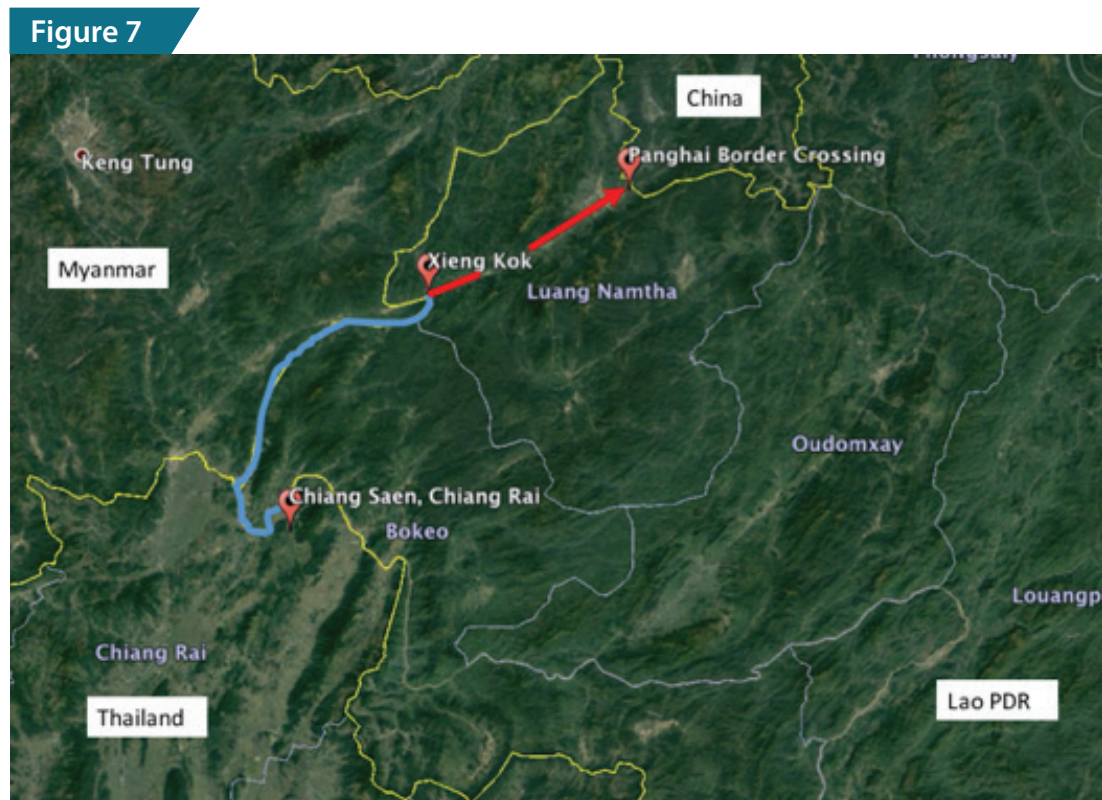 Figure 7
Phongsaly
China
Panghai Border Crossing
Keng Tung
Myanmar
Xieng Kok
Luang Namtha
Oudomxay
Chiang Saen, Chiang Rai
Bokeo
Louangp
Chiang Rai
Lao PDR
Thailand